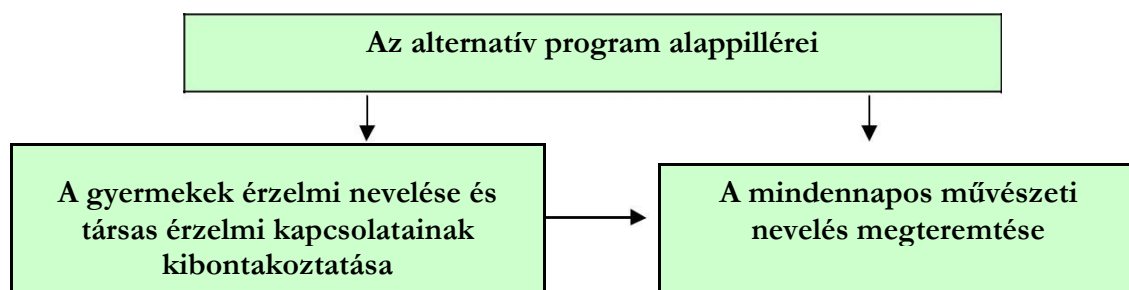 Az alternatív program alappillérei
A gyermekek érzelmi nevelése és
társas érzelmi kapcsolatainak
kibontakoztatása
A mindennapos művészeti
nevelés megteremtése